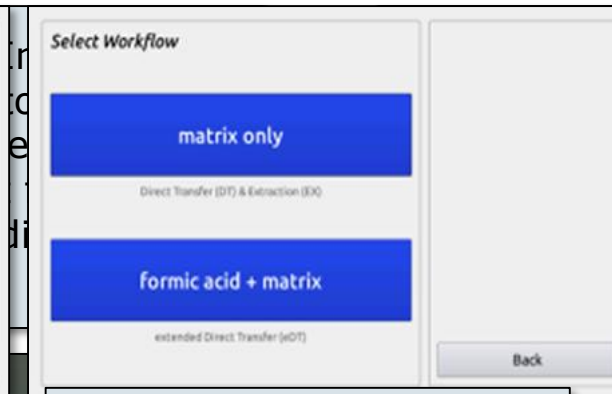 Select Workflow
matrix only
Direct Transfer (DT) & Extraction (EX)
formic acid + matrix
extended Direct Transfer (eDT)
Back